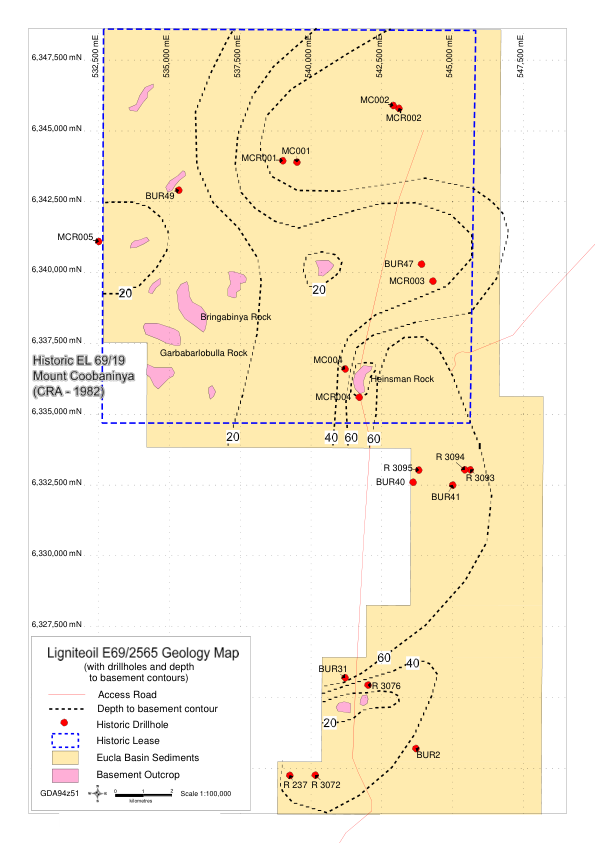 532,500 mE
535,000 mE
537,500 mE
540,000 mE
542,500 mE
545,000 mE
547,500 mE
6,347,500 mN
MC002
MCR002
6,345,000 mN
MCR001
MC001
6,342,500 mN
BUR49
MCR005
6,340,000 mN
BUR47
MCR003
20
20
Bringabinya Rock
6,337,500 mN
Garbabarlobulla Rock
Historic EL 69/19
Mount Coobaninya
(CRA - 1982)
MC004
Heinsman Rock
MCR004
6,335,000 mN
20
40
60
60
R 3094
R 3095
R 3093
6,332,500 mN
BUR40
BUR41
6,330,000 mN
6,327,500 mN
60
40
BUR31
R 3076
20
BUR2
R 237
R 3072
Ligniteoil E69/2565 Geology Map
(with drillholes and depth
to basement contours)
Access Road
Depth to basement contour
Historic Drillhole
Historic Lease
Eucla Basin Sediments
Basement Outcrop
GDA94z51
0 1 2
kilometres
Scale 1:100,000